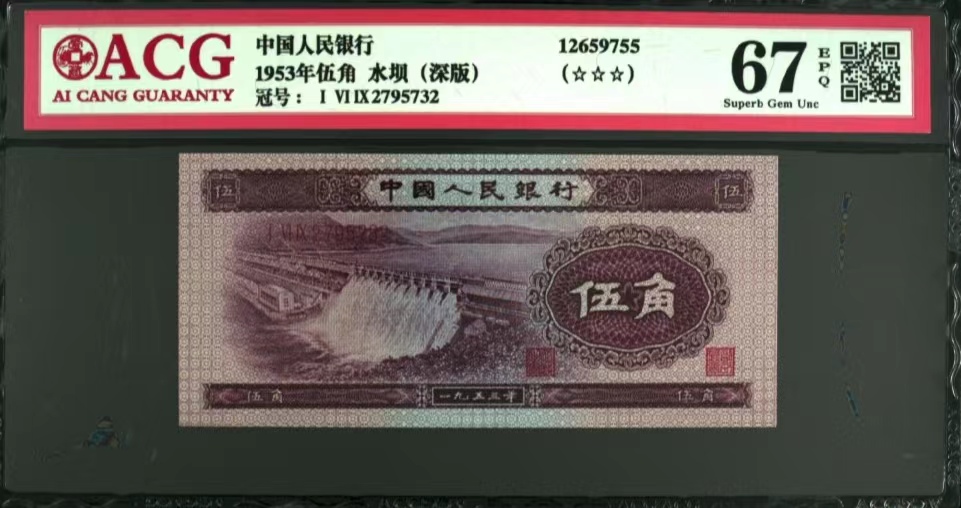 ACG
AI CANG GUARANTY
中国人民银行
1953年伍角 水坝（深版）
冠号： Ⅰ Ⅵ Ⅸ 2795732
12659755
(☆☆☆)
67
EPQ
Superb Gem Unc
伍 中國人民銀行 伍
伍角
伍角 一九五三年 伍角